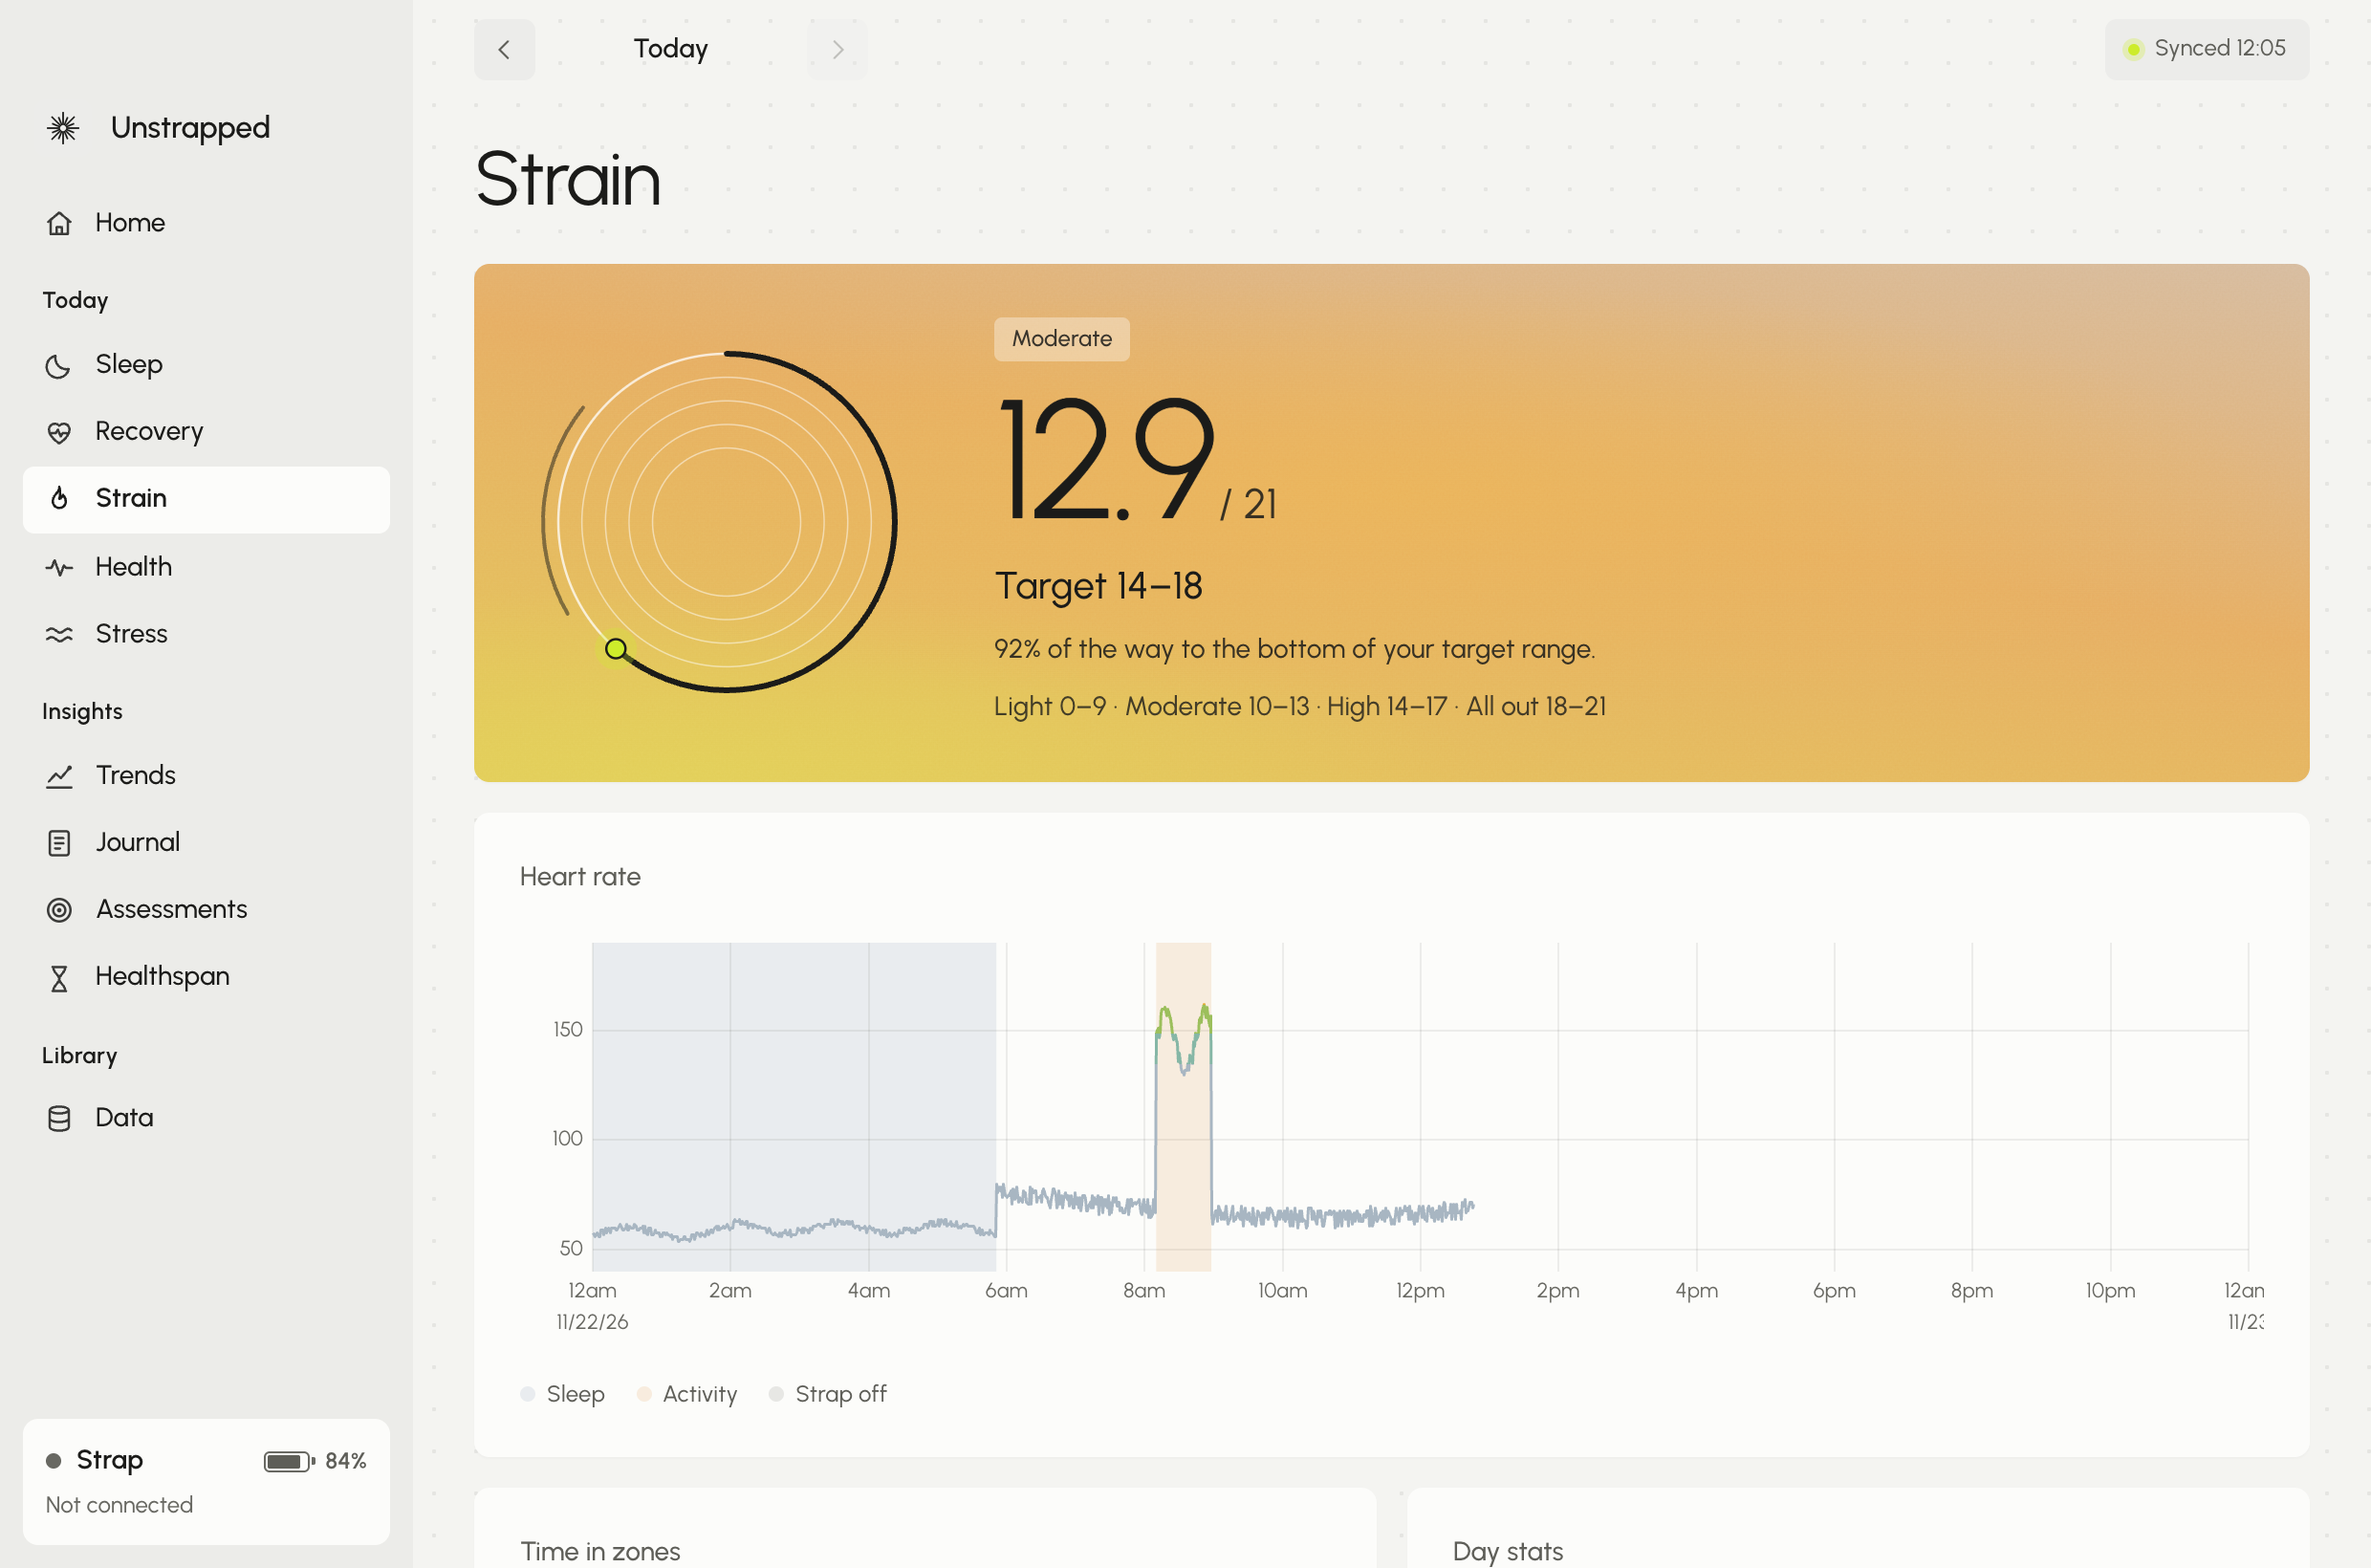 Unstrapped
Home
Today
Sleep
Recovery
Strain
Health
Stress
Insights
Trends
Journal
Assessments
Healthspan
Library
Data
Strap 84%
Not connected
Today
Synced 12:05
Strain
Moderate
12.9 / 21
Target 14–18
92% of the way to the bottom of your target range.
Light 0–9 · Moderate 10–13 · High 14–17 · All out 18–21
Heart rate
150
100
50
12am 2am 4am 6am 8am 10am 12pm 2pm 4pm 6pm 8pm 10pm 12am
11/22/26 11/23
Sleep Activity Strap off
Time in zones
Day stats